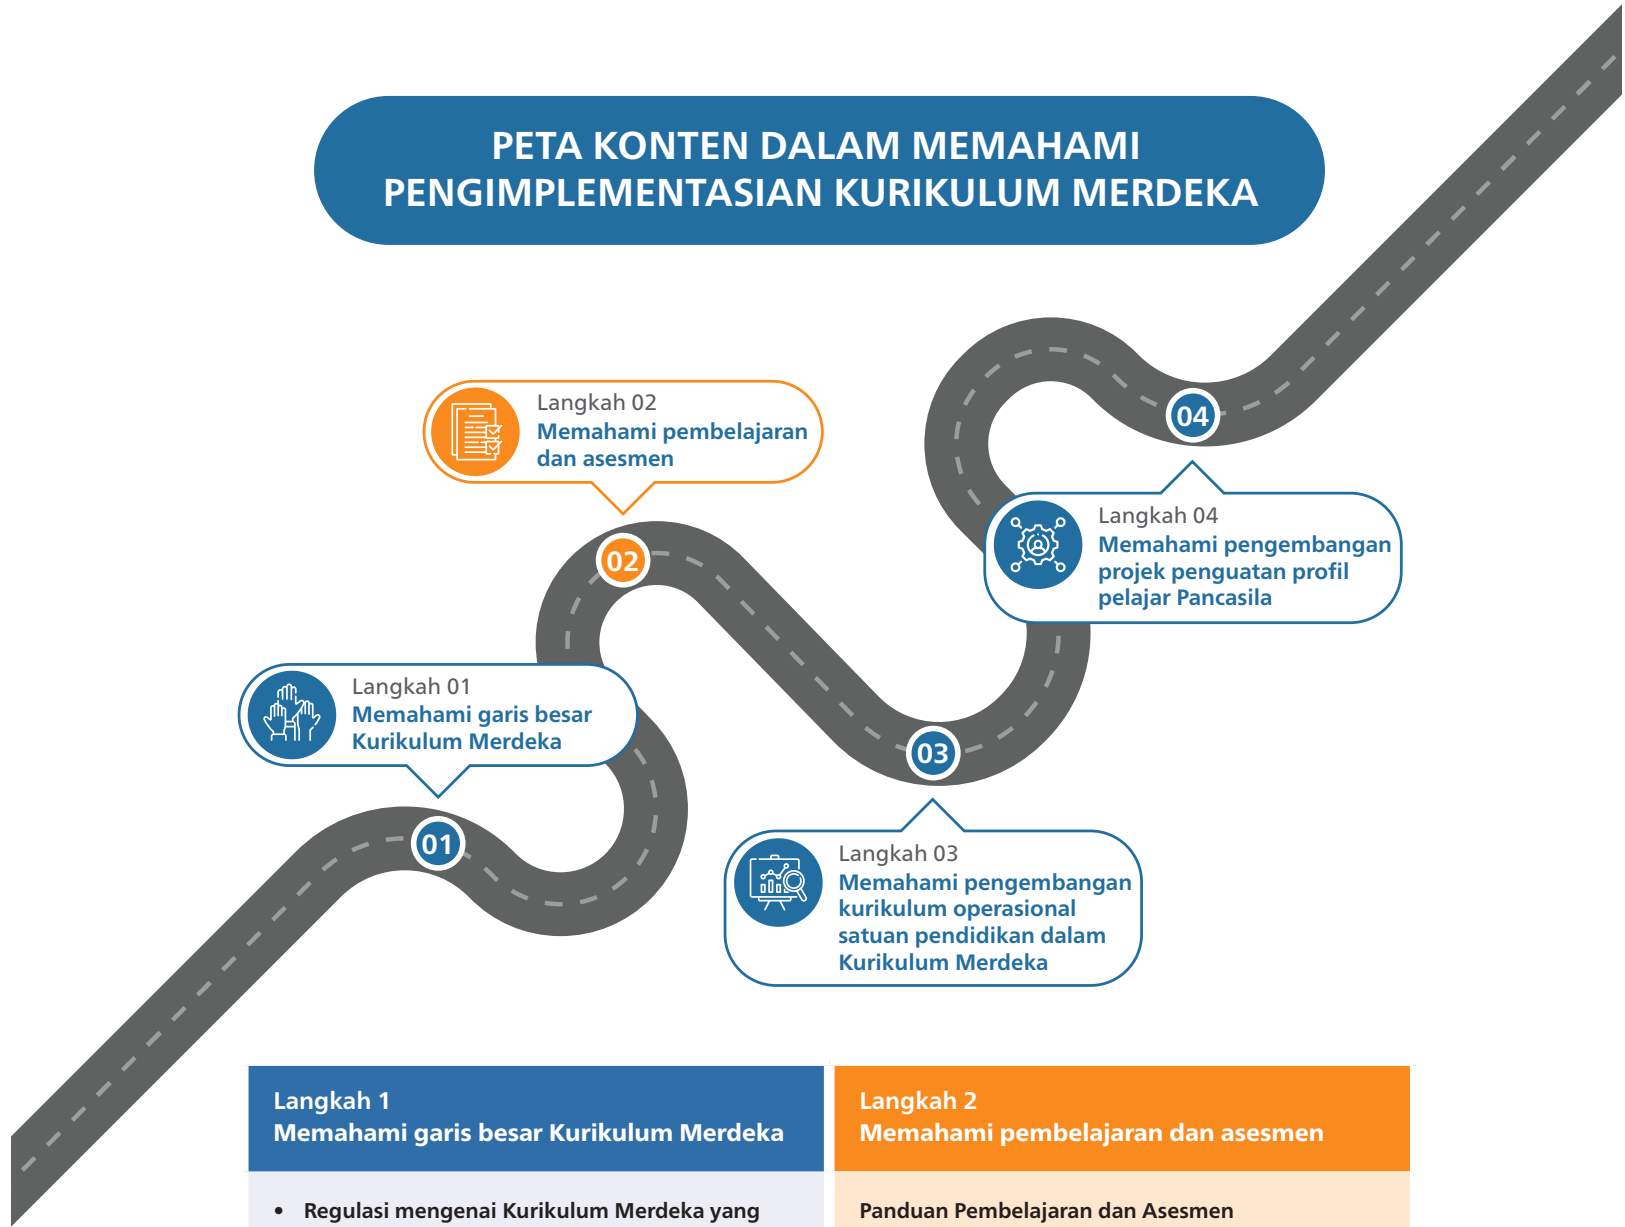 PETA KONTEN DALAM MEMAHAMI
PENGIMPLEMENTASIAN KURIKULUM MERDEKA
Langkah 02
Memahami pembelajaran
dan asesmen
04
Langkah 04
Memahami pengembangan
projek penguatan profil
pelajar Pancasila
02
Langkah 01
Memahami garis besar
Kurikulum Merdeka
03
01
Langkah 03
Memahami pengembangan
kurikulum operasional
satuan pendidikan dalam
Kurikulum Merdeka
Langkah 1
Memahami garis besar Kurikulum Merdeka
• Regulasi mengenai Kurikulum Merdeka yang
Langkah 2
Memahami pembelajaran dan asesmen
Panduan Pembelajaran dan Asesmen